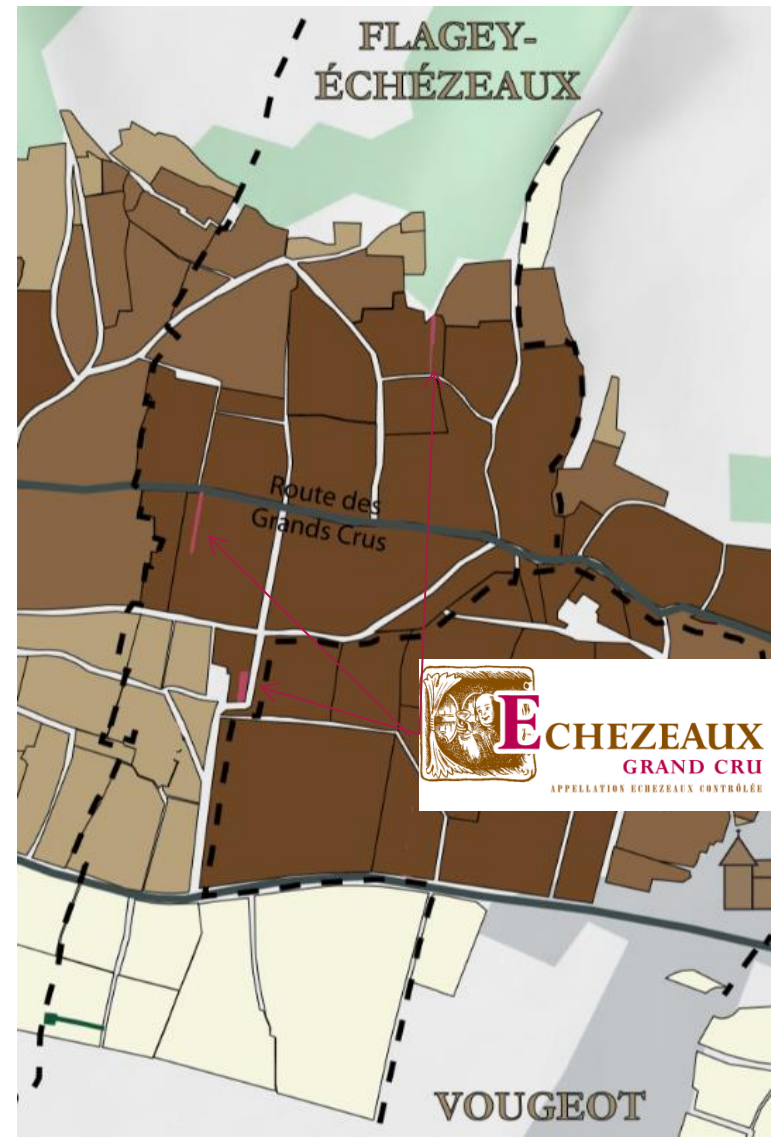 FLAGEY-
ÉCHÉZEAUX
Route des
Grands Crus
ECHEZEAUX
GRAND CRU
APPELLATION ECHEZEAUX CONTRÔLÉE
VOUGEOT